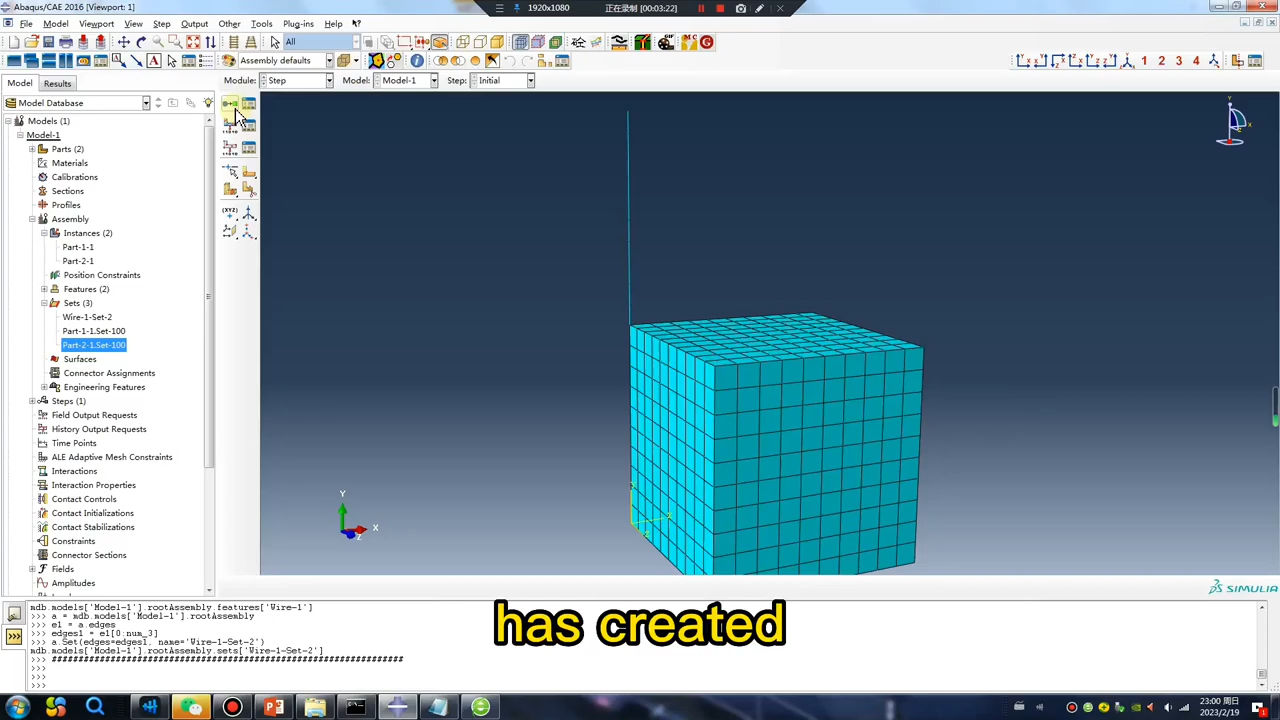 Abaqus/CAE 2016 [Viewport: 1]
1920x1080
正在录制 [00:03:22]
File
Model
Viewport
View
Step
Output
Other
Tools
Plug-ins
Help
All
Assembly defaults
1 2 3 4
Model
Results
Module:
Step
Model:
Model-1
Step:
Initial
Model Database
Models (1)
Model-1
Parts (2)
Materials
Calibrations
Sections
Profiles
Assembly
Instances (2)
Part-1-1
Part-2-1
Position Constraints
Features (2)
Sets (3)
Wire-1-Set-2
Part-1-1.Set-100
Part-2-1.Set-100
Surfaces
Connector Assignments
Engineering Features
Steps (1)
Field Output Requests
History Output Requests
Time Points
ALE Adaptive Mesh Constraints
Interactions
Interaction Properties
Contact Controls
Contact Initializations
Contact Stabilizations
Constraints
Connector Sections
Fields
Amplitudes
Y
X
Z
SIMULIA
mdb.models['Model-1'].rootAssembly.features['Wire-1']
>>> a = mdb.models['Model-1'].rootAssembly
>>> e1 = a.edges
>>> edges1 = e1[0:num_3]
>>> a.Set(edges=edges1, name='Wire-1-Set-2')
mdb.models['Model-1'].rootAssembly.sets['Wire-1-Set-2']
>>> ##############################################################
>>>
>>>
>>>
has created
23:00 周日
2023/2/19